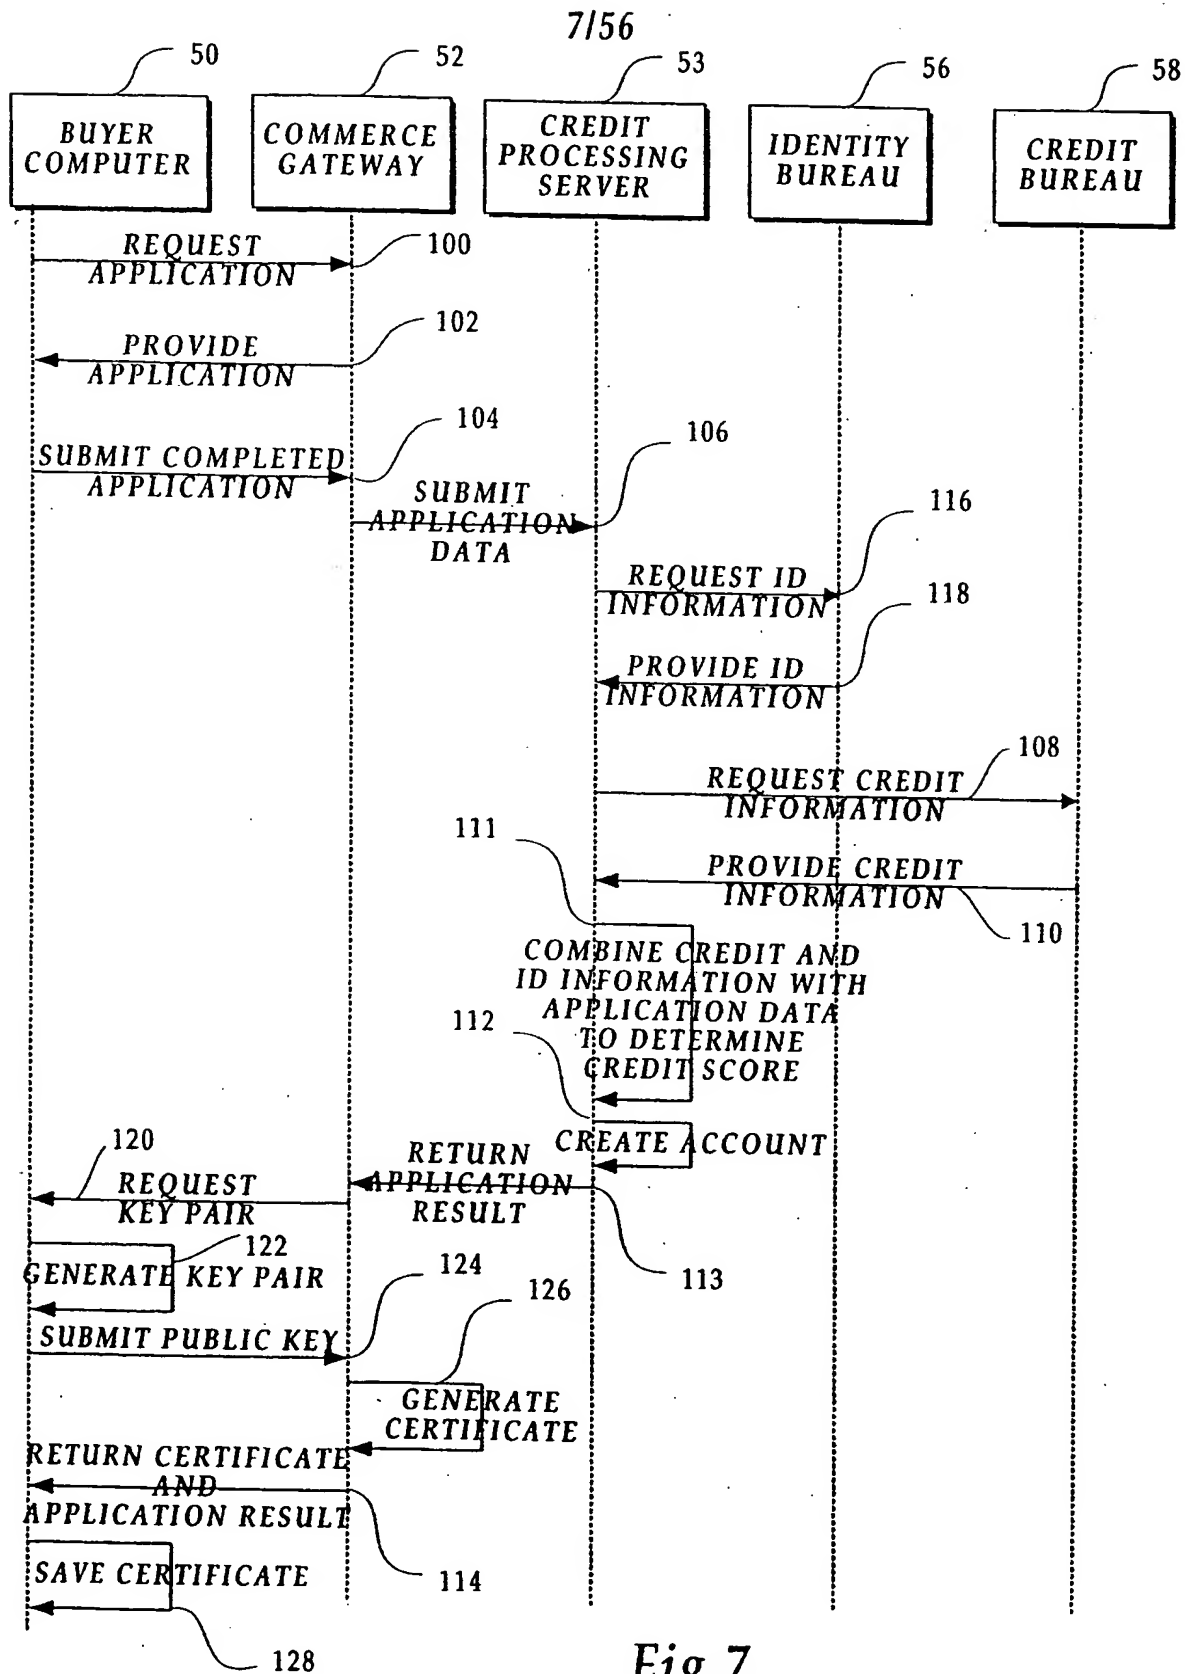 7/56
50
52
53
56
58
BUYER
COMPUTER
COMMERCE
GATEWAY
CREDIT
PROCESSING
SERVER
IDENTITY
BUREAU
CREDIT
BUREAU
REQUEST
APPLICATION
100
PROVIDE
APPLICATION
102
SUBMIT COMPLETED
APPLICATION
104
SUBMIT
APPLICATION
DATA
106
REQUEST ID
INFORMATION
116
PROVIDE ID
INFORMATION
118
REQUEST CREDIT
INFORMATION
108
PROVIDE CREDIT
INFORMATION
110
111
COMBINE CREDIT AND
ID INFORMATION WITH
APPLICATION DATA
TO DETERMINE
CREDIT SCORE
112
CREATE ACCOUNT
RETURN
APPLICATION
RESULT
113
120
REQUEST
KEY PAIR
122
GENERATE KEY PAIR
124
SUBMIT PUBLIC KEY
126
GENERATE
CERTIFICATE
RETURN CERTIFICATE
AND
APPLICATION RESULT
114
SAVE CERTIFICATE
128
Fig.7